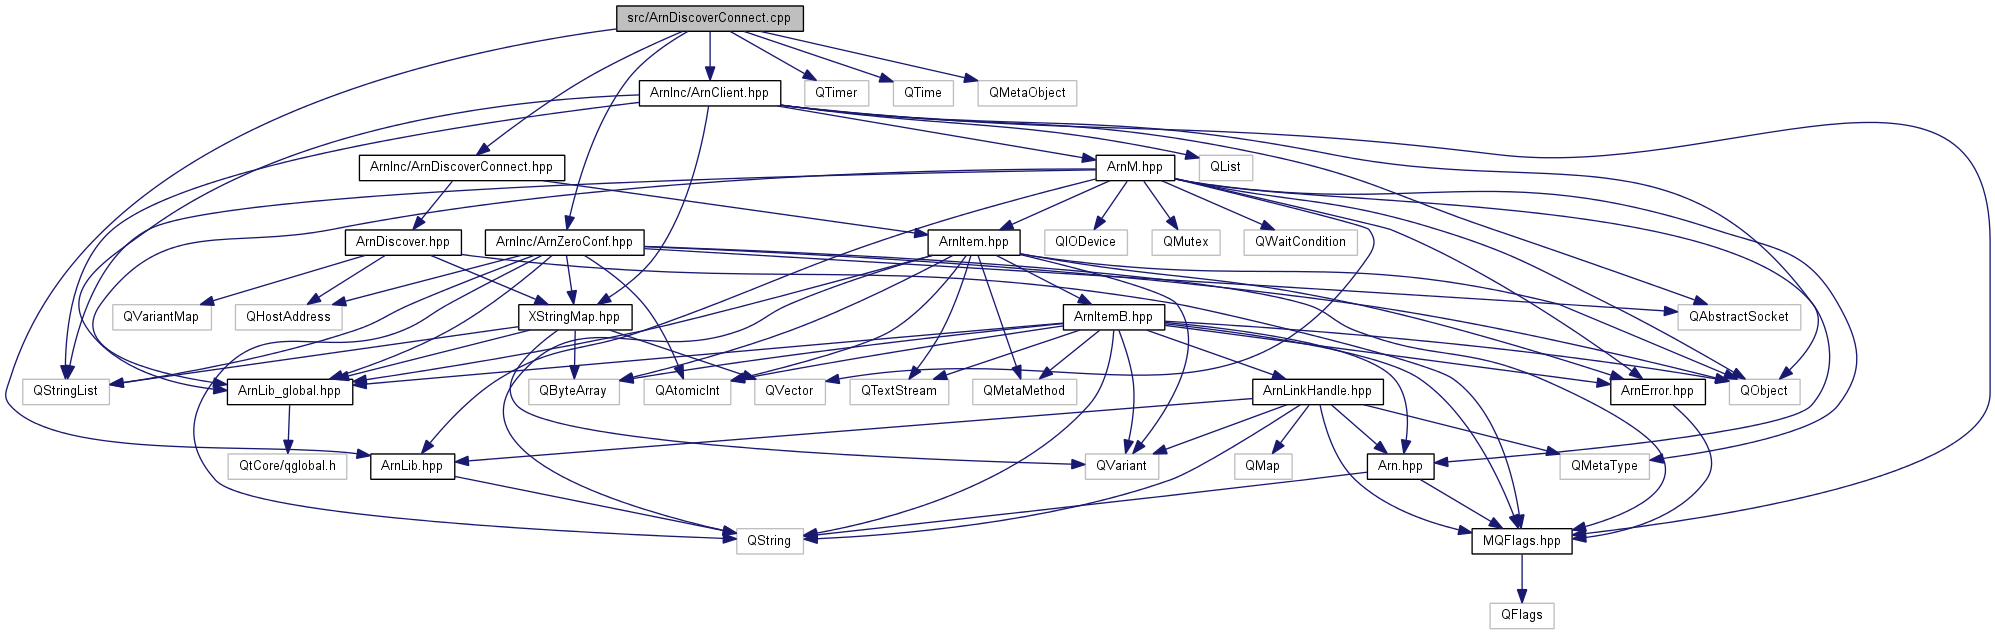 src/ArnDiscoverConnect.cpp
ArnInc/ArnClient.hpp
QTimer
QTime
QMetaObject
ArnInc/ArnDiscoverConnect.hpp
ArnM.hpp
QList
ArnDiscover.hpp
ArnInc/ArnZeroConf.hpp
ArnItem.hpp
QIODevice
QMutex
QWaitCondition
QVariantMap
QHostAddress
XStringMap.hpp
ArnItemB.hpp
QAbstractSocket
QStringList
ArnLib_global.hpp
QByteArray
QAtomicInt
QVector
QTextStream
QMetaMethod
ArnLinkHandle.hpp
ArnError.hpp
QObject
QtCore/qglobal.h
ArnLib.hpp
QVariant
QMap
Arn.hpp
QMetaType
QString
MQFlags.hpp
QFlags